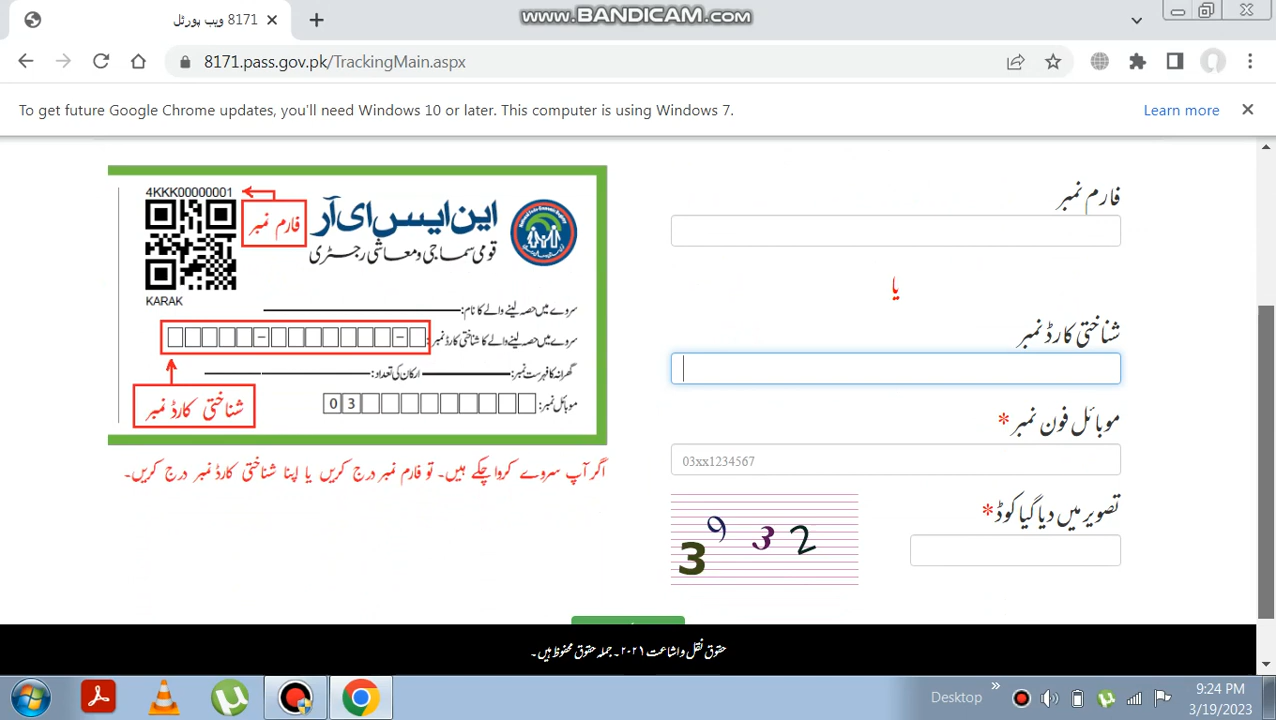 www.BANDICAM.com
8171 ویب پورٹل
8171.pass.gov.pk/TrackingMain.aspx
To get future Google Chrome updates, you'll need Windows 10 or later. This computer is using Windows 7.
Learn more
4KKK00000001
فارم نمبر
KARAK
این ایس ای آر
قومی سماجی و معاشی رجسٹری
سروے میں حصہ لینے والے کا نام:
سروے میں حصہ لینے والے کا شناختی کارڈ نمبر:
گھرانہ کا فہرست نمبر: ارکان کی تعداد:
شناختی کارڈ نمبر
موبائل نمبر: 03
اگر آپ سروے کروا چکے ہیں۔ تو فارم نمبر درج کریں یا اپنا شناختی کارڈ نمبر درج کریں۔
فارم نمبر
یا
شناختی کارڈ نمبر
موبائل فون نمبر *
03xx1234567
تصویر میں دیا گیا کوڈ *
3 9 3 2
حقوق نقل و اشاعت ۲۰۲۱۔ جملہ حقوق محفوظ ہیں۔
Desktop
9:24 PM
3/19/2023